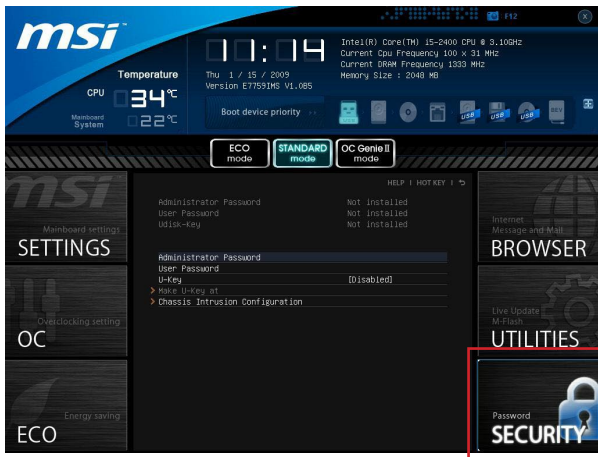 msi
F12
X
11:14
Intel(R) Core(TM) i5-2400 CPU @ 3.10GHz
Current Cpu Frequency 100 x 31 MHz
Current DRAM Frequency 1333 MHz
Memory Size : 2048 MB
Temperature
Thu 1 / 15 / 2009
Version E7759IMS V1.0B5
CPU 34°C
Mainboard System 22°C
Boot device priority
USB USB USB DEV
ECO mode
STANDARD mode
OC Genie II mode
HELP | HOT KEY |
msi
Mainboard settings
SETTINGS
Overclocking setting
OC
Energy saving
ECO
Administrator Password Not installed
User Password Not installed
Udisk-Key Not installed
Administrator Password
User Password
U-Key [Disabled]
Make U-Key at
Chassis Intrusion Configuration
Internet
Message and Mail
BROWSER
Live Update
M-Flash
UTILITIES
Password
SECURITY